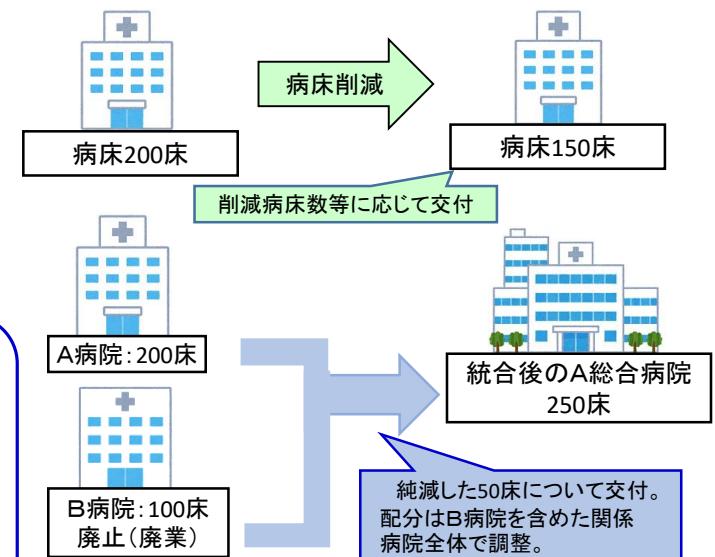 病床削減
病床200床
病床150床
削減病床数等に応じて交付
A病院:200床
B病院:100床
廃止(廃業)
統合後のA総合病院
250床
純減した50床について交付。
配分はB病院を含めた関係
病院全体で調整。